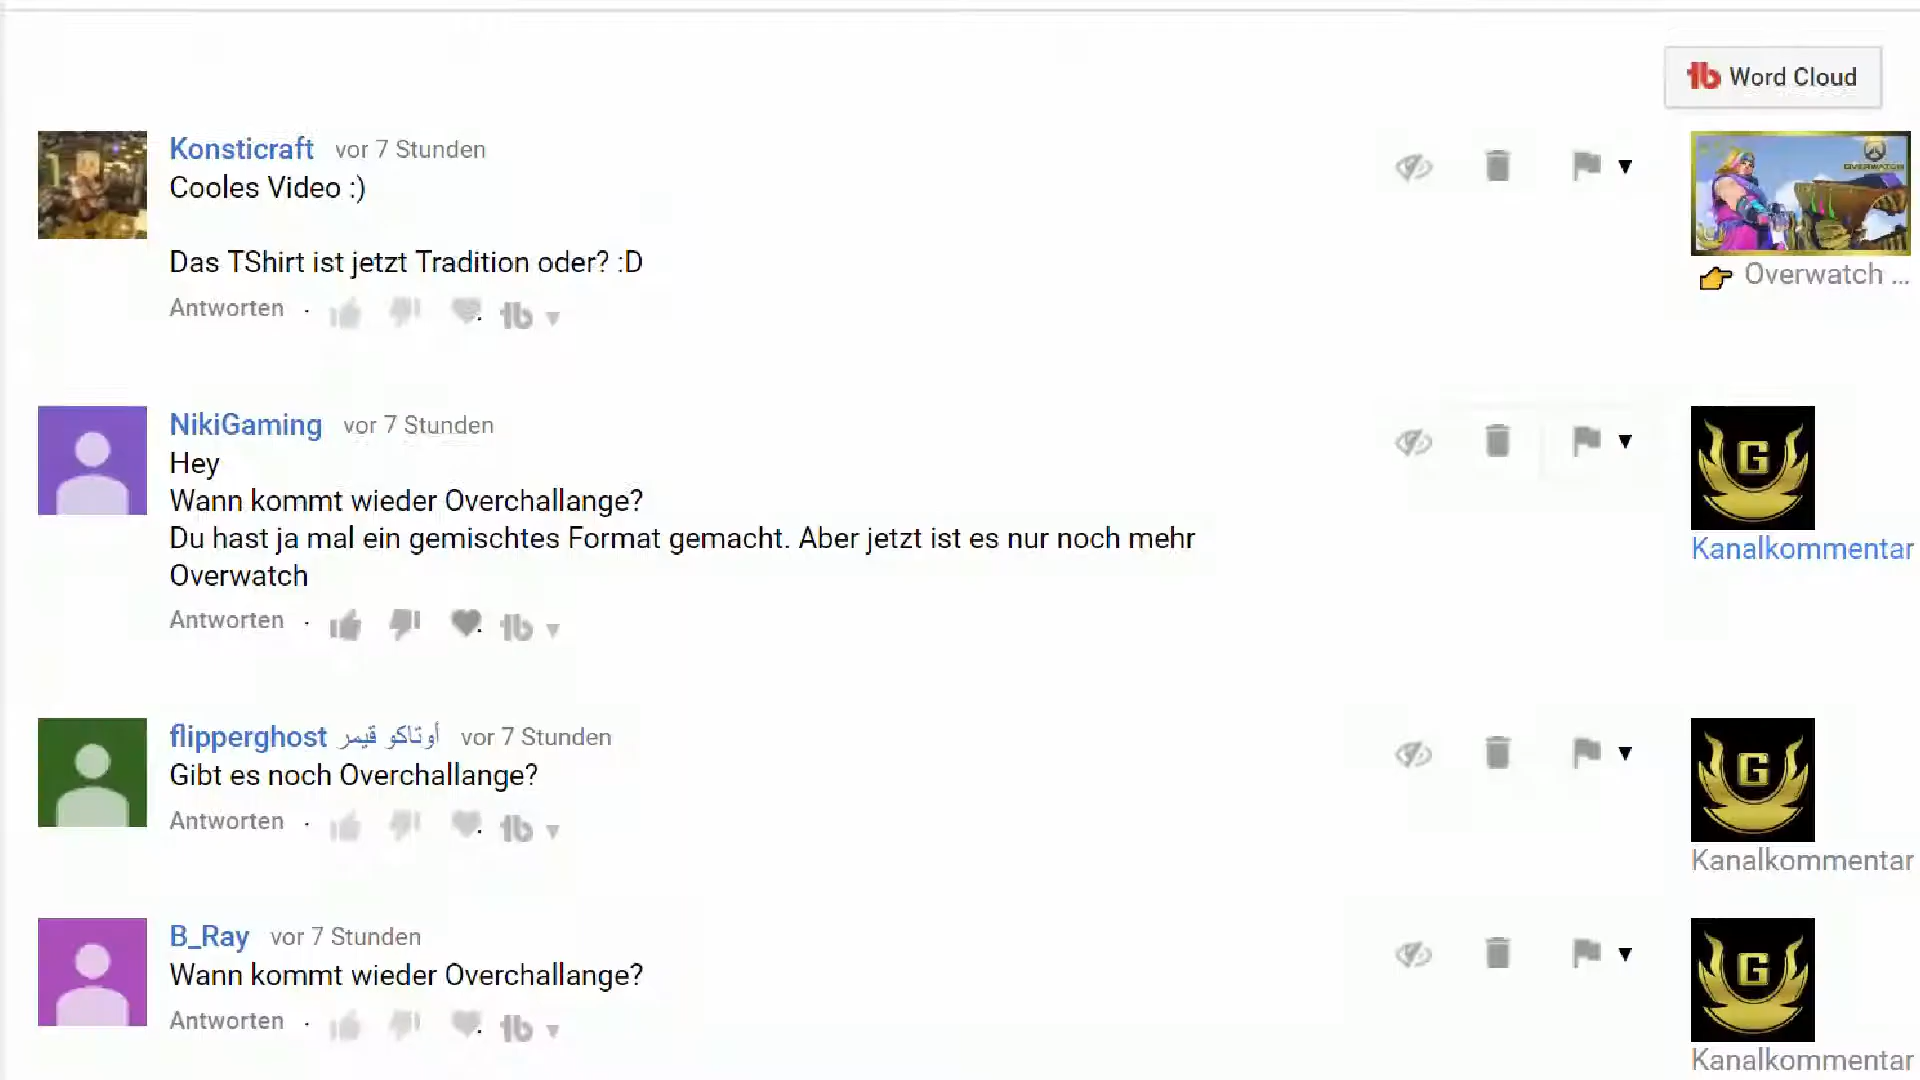 Word Cloud
Konsticraft vor 7 Stunden
Cooles Video :)
Das TShirt ist jetzt Tradition oder? :D
Antworten
OVERWATCH
Overwatch ...
NikiGaming vor 7 Stunden
Hey
Wann kommt wieder Overchallange?
Du hast ja mal ein gemischtes Format gemacht. Aber jetzt ist es nur noch mehr
Overwatch
Antworten
G
Kanalkommentar
flipperghost أوتاكو قيمر vor 7 Stunden
Gibt es noch Overchallange?
Antworten
G
Kanalkommentar
B_Ray vor 7 Stunden
Wann kommt wieder Overchallange?
Antworten
G
Kanalkommentar